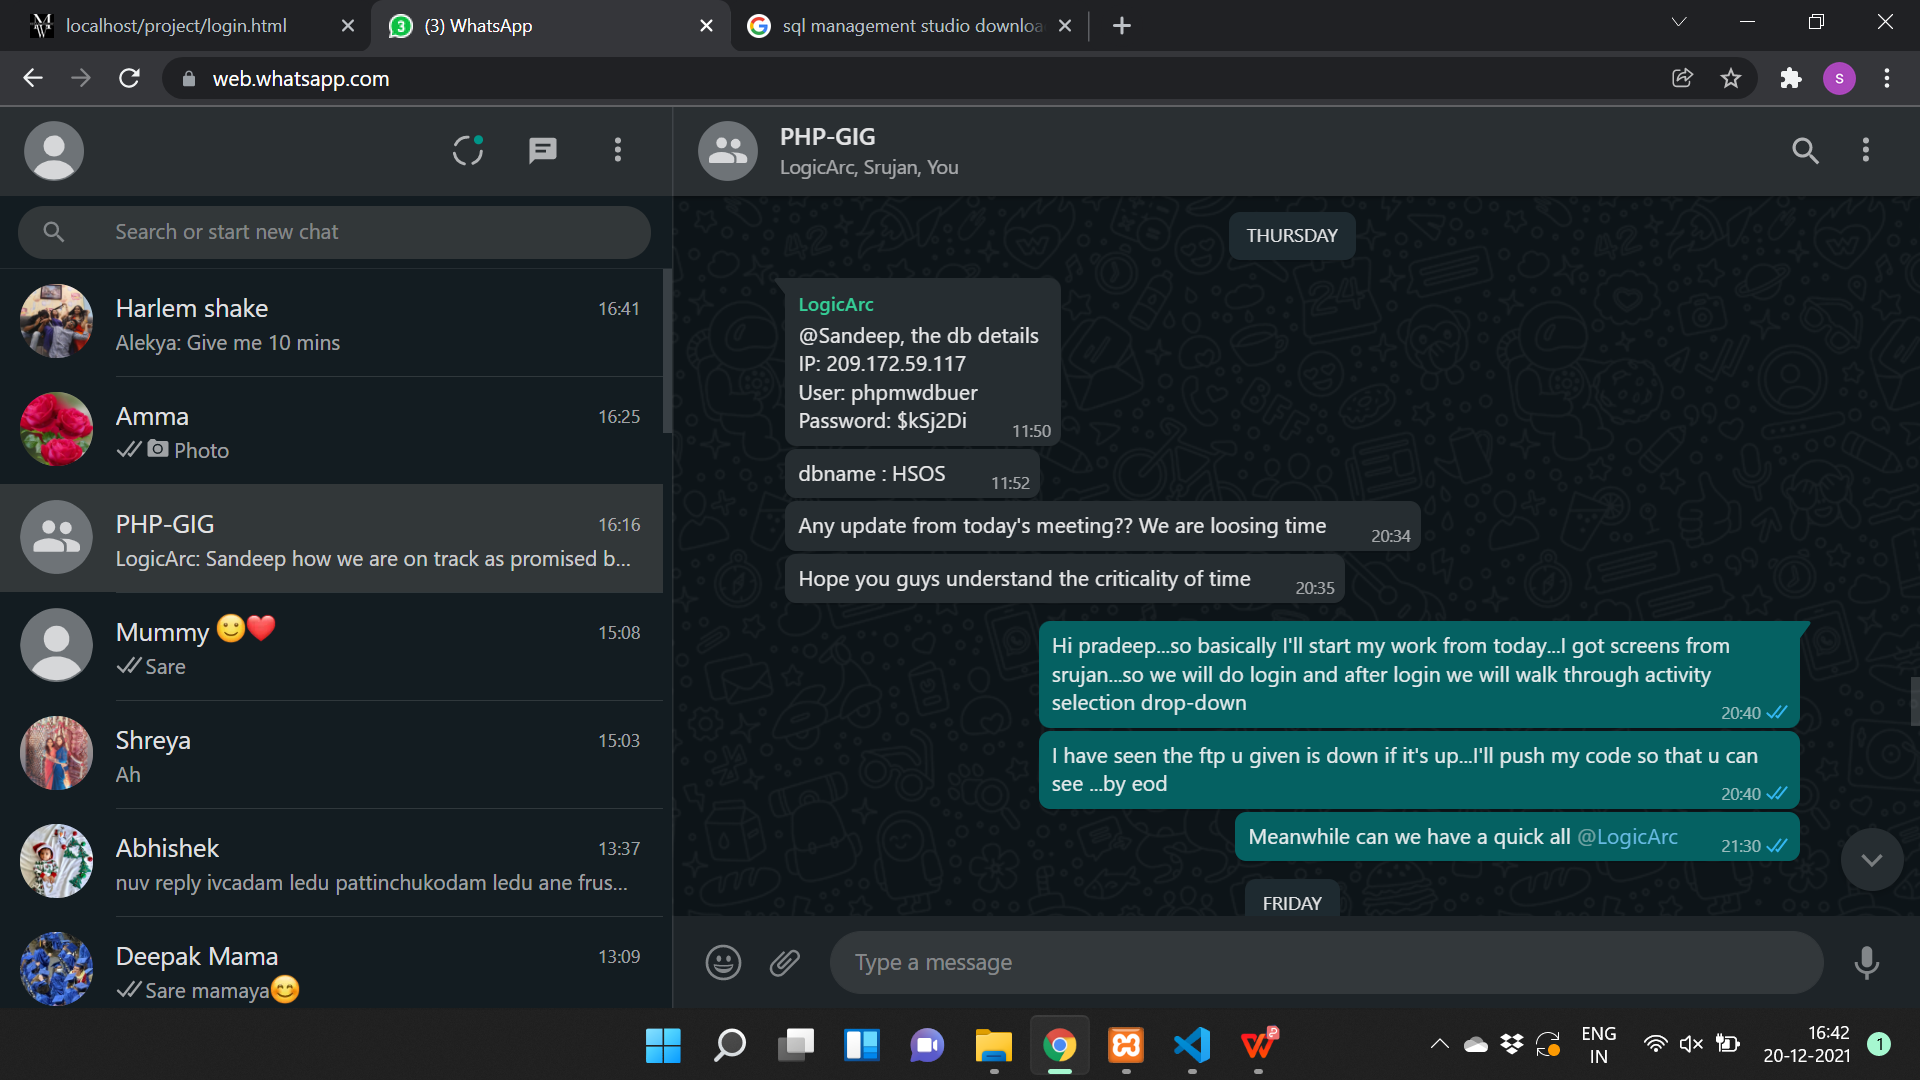 localhost/project/login.html
(3) WhatsApp
sql management studio downloa
web.whatsapp.com
S
3
PHP-GIG
LogicArc, Srujan, You
Search or start new chat
Harlem shake
16:41
Alekya: Give me 10 mins
Amma
16:25
Photo
PHP-GIG
16:16
LogicArc: Sandeep how we are on track as promised b...
Mummy 🙂❤️
15:08
Sare
Shreya
15:03
Ah
Abhishek
13:37
nuv reply ivcadam ledu pattinchukodam ledu ane frus...
Deepak Mama
13:09
Sare mamaya😊
THURSDAY
LogicArc
@Sandeep, the db details
IP: 209.172.59.117
User: phpmwdbuer
Password: $kSj2Di
11:50
dbname : HSOS
11:52
Any update from today's meeting?? We are loosing time
20:34
Hope you guys understand the criticality of time
20:35
Hi pradeep...so basically I'll start my work from today...I got screens from
srujan...so we will do login and after login we will walk through activity
selection drop-down
20:40
I have seen the ftp u given is down if it's up...I'll push my code so that u can
see ...by eod
20:40
Meanwhile can we have a quick all @LogicArc
21:30
FRIDAY
Type a message
ENG
IN
16:42
20-12-2021
1